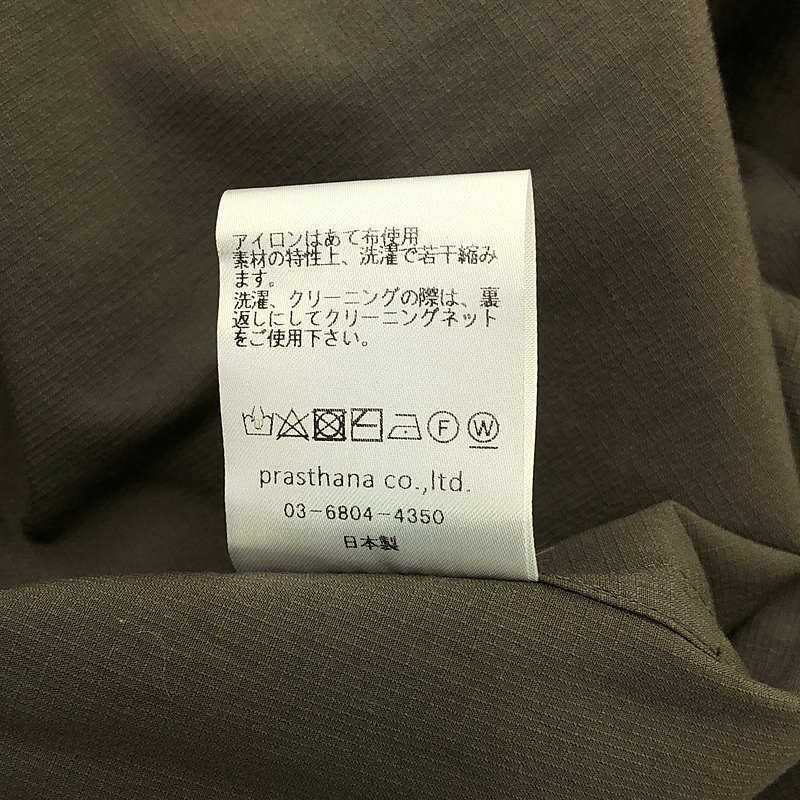 アイロンはあて布使用
素材の特性上、洗濯で若干縮み
ます。
洗濯、クリーニングの際は、裏
返しにしてクリーニングネット
をご使用下さい。
F W
prasthana co.,ltd.
03-6804-4350
日本製